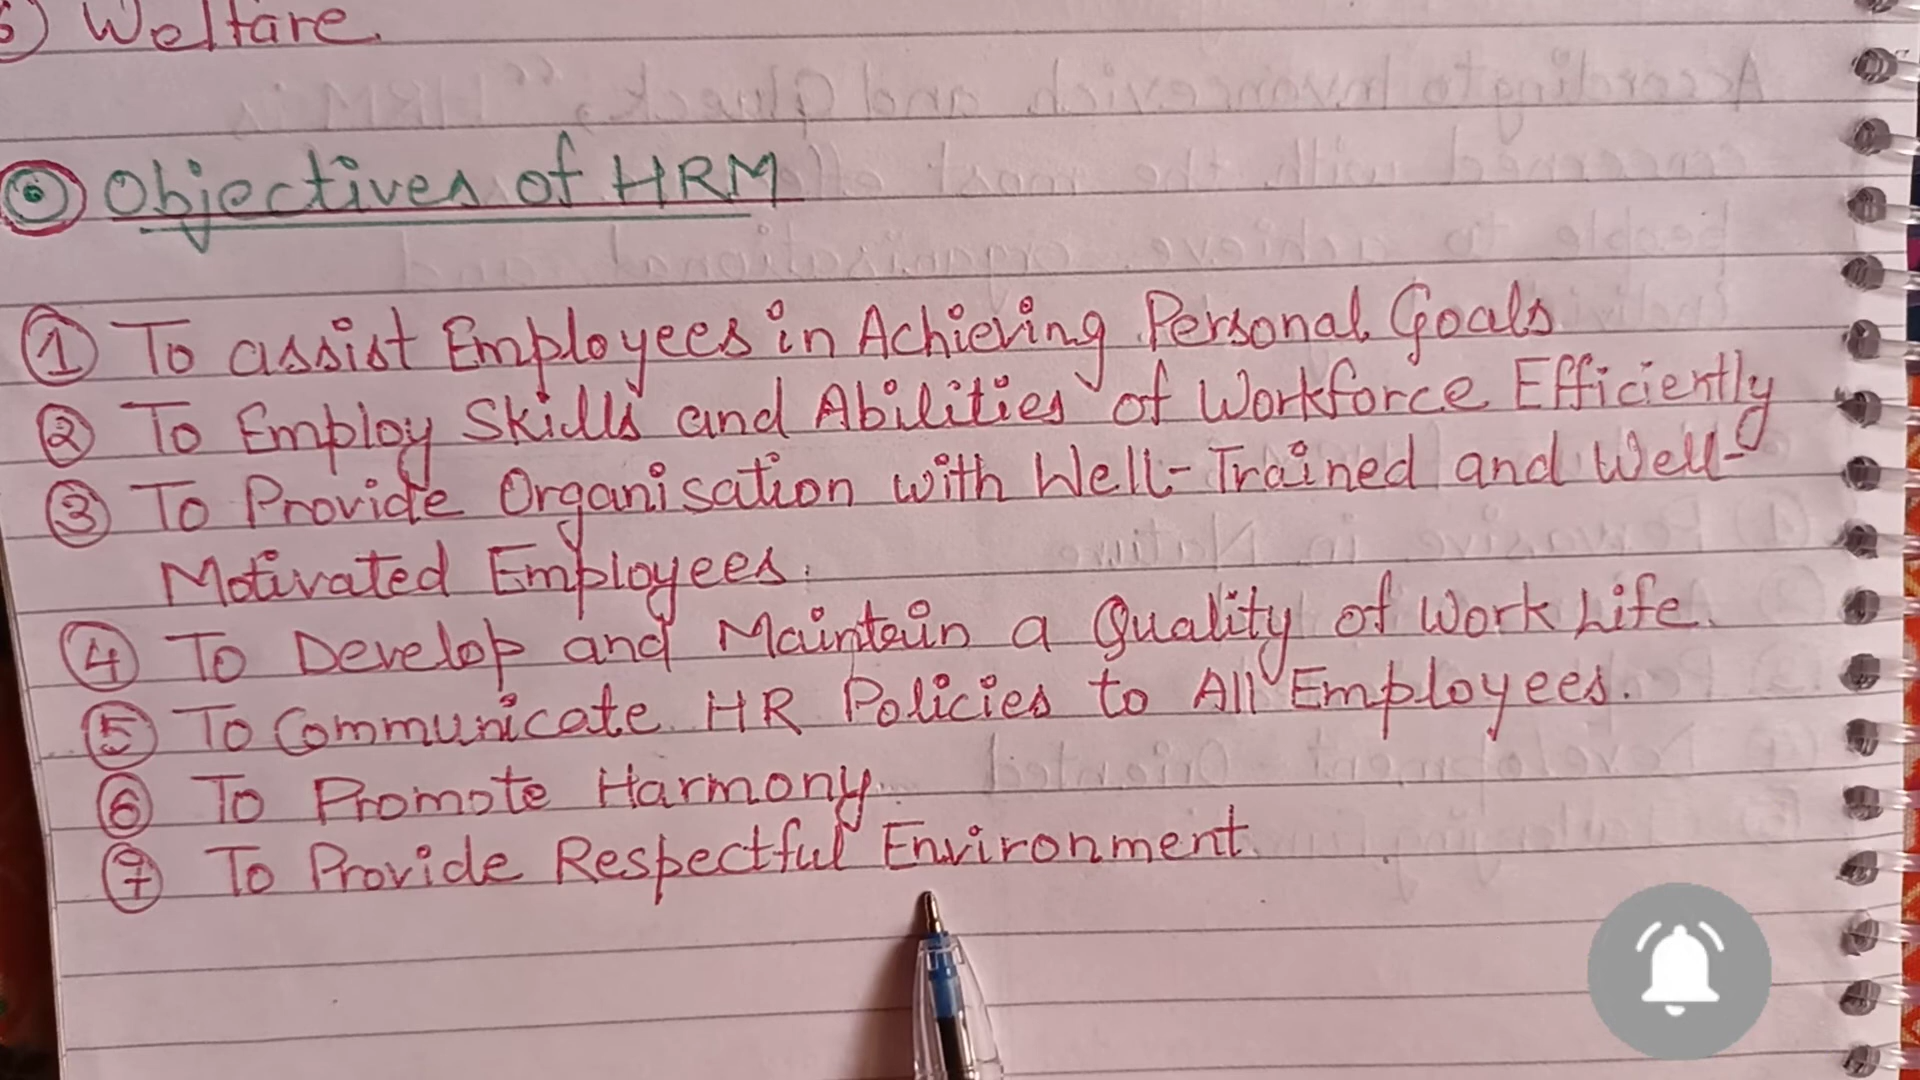 Welfare.
Objectives of HRM
① To assist Employees in Achieving Personal Goals
② To Employ Skills and Abilities of Workforce Efficiently
③ To Provide Organisation with Well-Trained and Well-
Motivated Employees.
④ To Develop and Maintain a Quality of Work Life.
⑤ To Communicate HR Policies to All Employees.
⑥ To Promote Harmony.
⑦ To Provide Respectful Environment